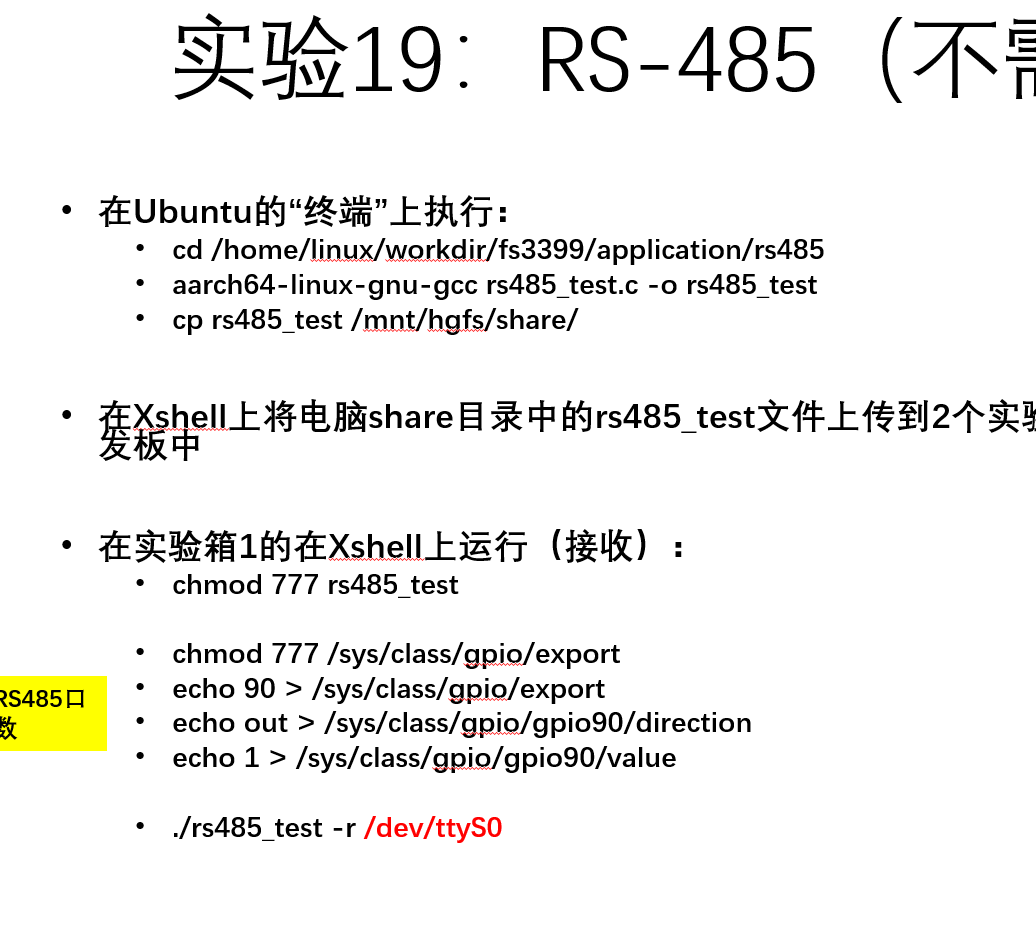 实验19：RS-485（不
• 在Ubuntu的“终端”上执行：
• cd /home/linux/workdir/fs3399/application/rs485
• aarch64-linux-gnu-gcc rs485_test.c -o rs485_test
• cp rs485_test /mnt/hgfs/share/
• 在Xshell上将电脑share目录中的rs485_test文件上传到2个实
发板中
• 在实验箱1的在Xshell上运行（接收）：
• chmod 777 rs485_test
• chmod 777 /sys/class/gpio/export
• echo 90 > /sys/class/gpio/export
• echo out > /sys/class/gpio/gpio90/direction
• echo 1 > /sys/class/gpio/gpio90/value
RS485口
数
• ./rs485_test -r /dev/ttyS0